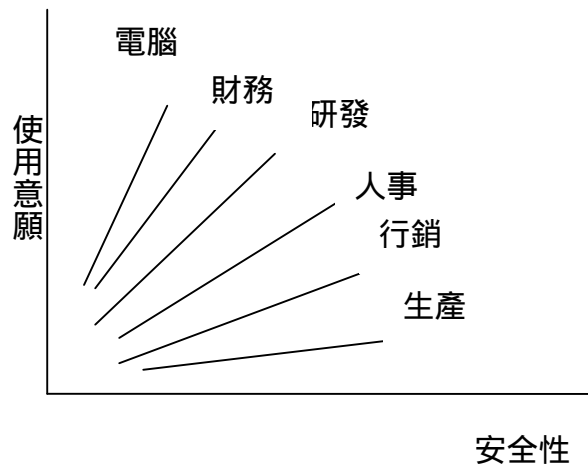 電腦
財務
研發
使用意願
人事
行銷
生產
安全性